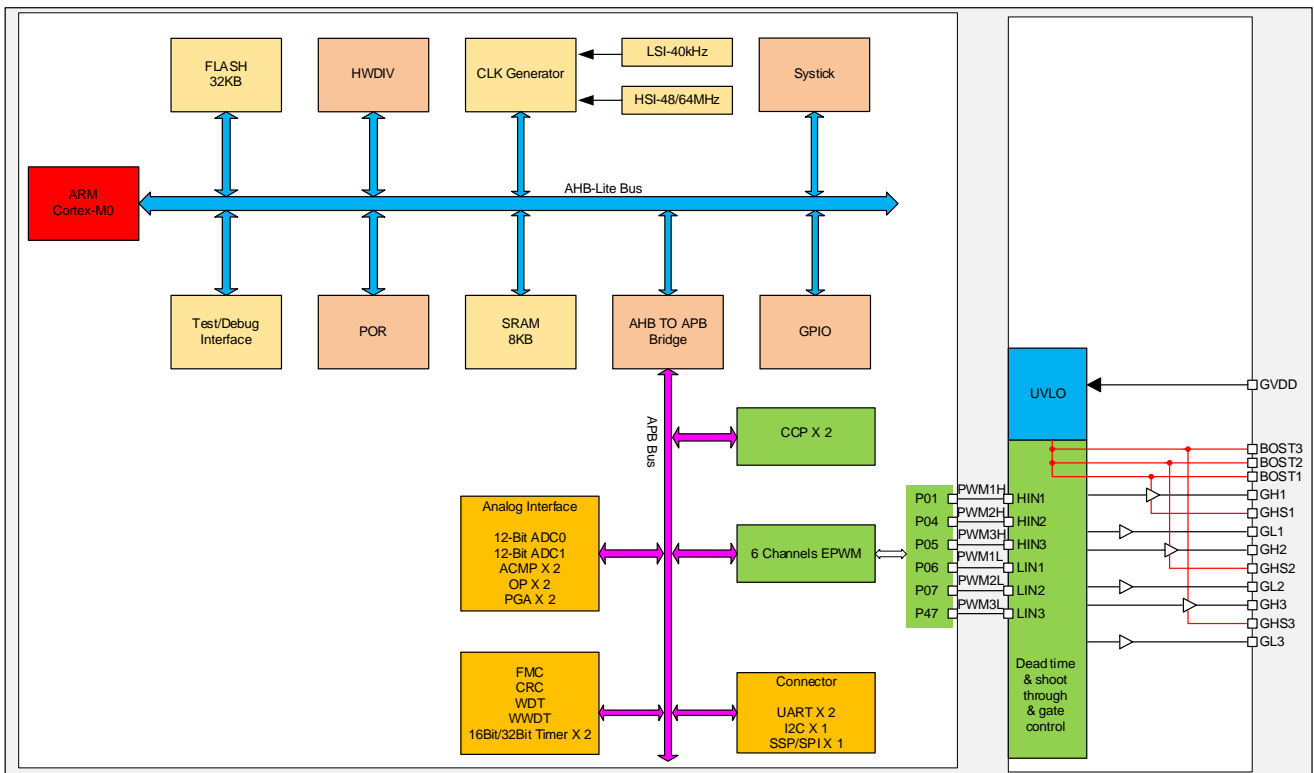 FLASH
32KB
HWDIV
CLK Generator
LSI-40kHz
HSI-48/64MHz
Systick
ARM
Cortex-M0
AHB-Lite Bus
Test/Debug
Interface
POR
SRAM
8KB
AHB TO APB
Bridge
GPIO
APB Bus
CCP X 2
Analog Interface
12-Bit ADC0
12-Bit ADC1
ACMP X 2
OP X 2
PGA X 2
6 Channels EPWM
FMC
CRC
WDT
WWDT
16Bit/32Bit Timer X 2
Connector
UART X 2
I2C X 1
SSP/SPI X 1
P01
P04
P05
P06
P07
P47
PWM1H
PWM2H
PWM3H
PWM1L
PWM2L
PWM3L
UVLO
HIN1
HIN2
HIN3
LIN1
LIN2
LIN3
Dead time
& shoot
through
& gate
control
GVDD
BOST3
BOST2
BOST1
GH1
GHS1
GL1
GH2
GHS2
GL2
GH3
GHS3
GL3